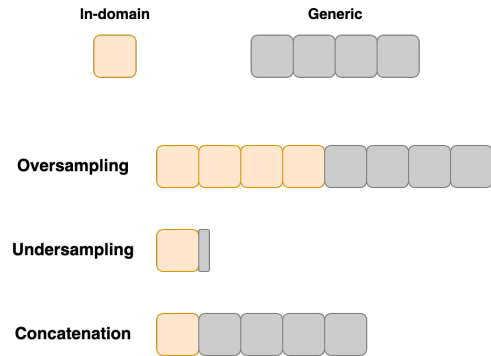 In-domain
Generic
Oversampling
Undersampling
Concatenation